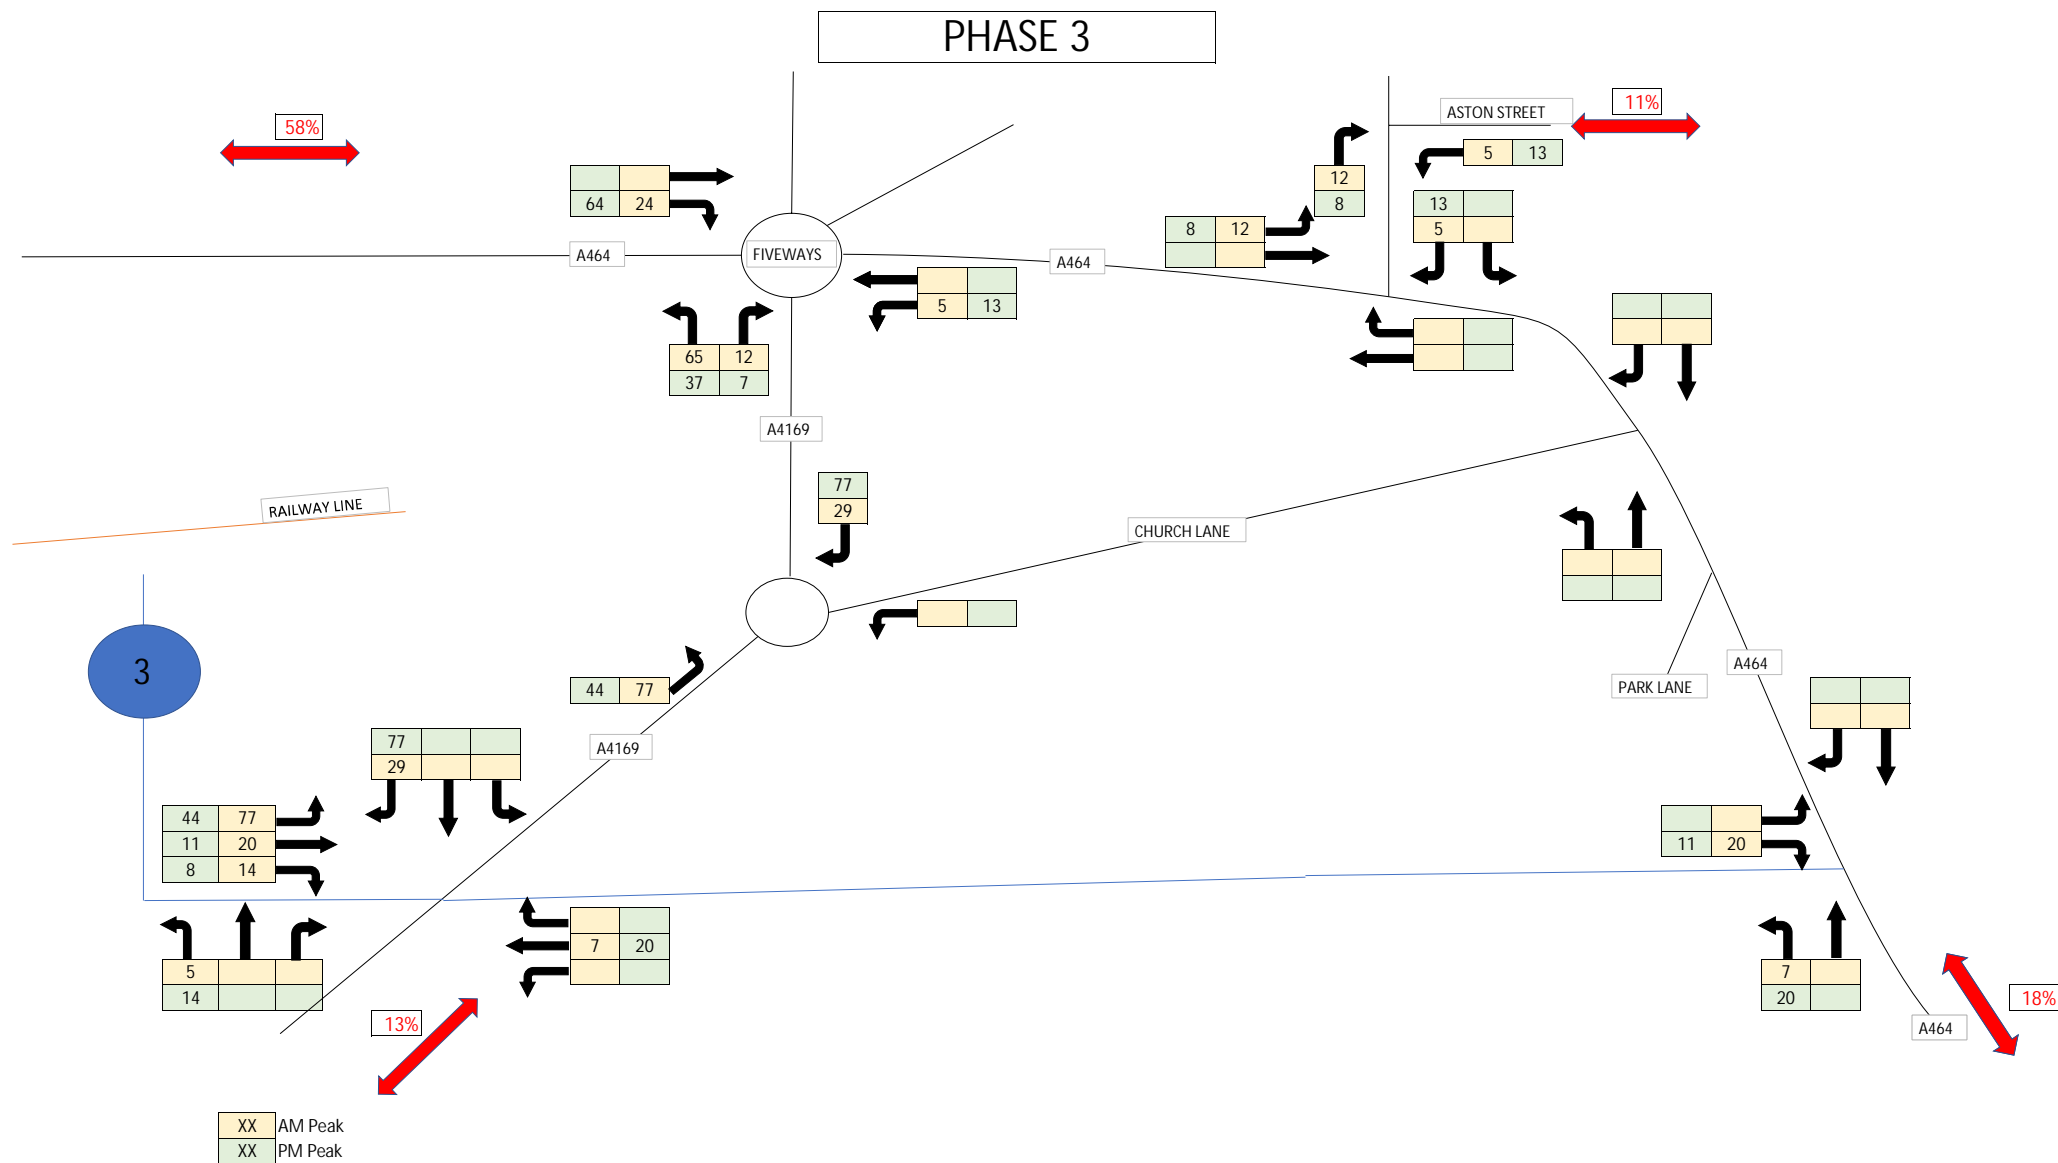 PHASE 3
58%
11%
ASTON STREET
5 13
12
8
64 24
8 12
13
5
A464
FIVEWAYS
A464
5 13
65 12
37 7
A4169
77
29
RAILWAY LINE
CHURCH LANE
3
44 77
A464
PARK LANE
77
29
A4169
44 77
11 20
8 14
11 20
7 20
5
14
7
20
13%
18%
A464
XX AM Peak
XX PM Peak